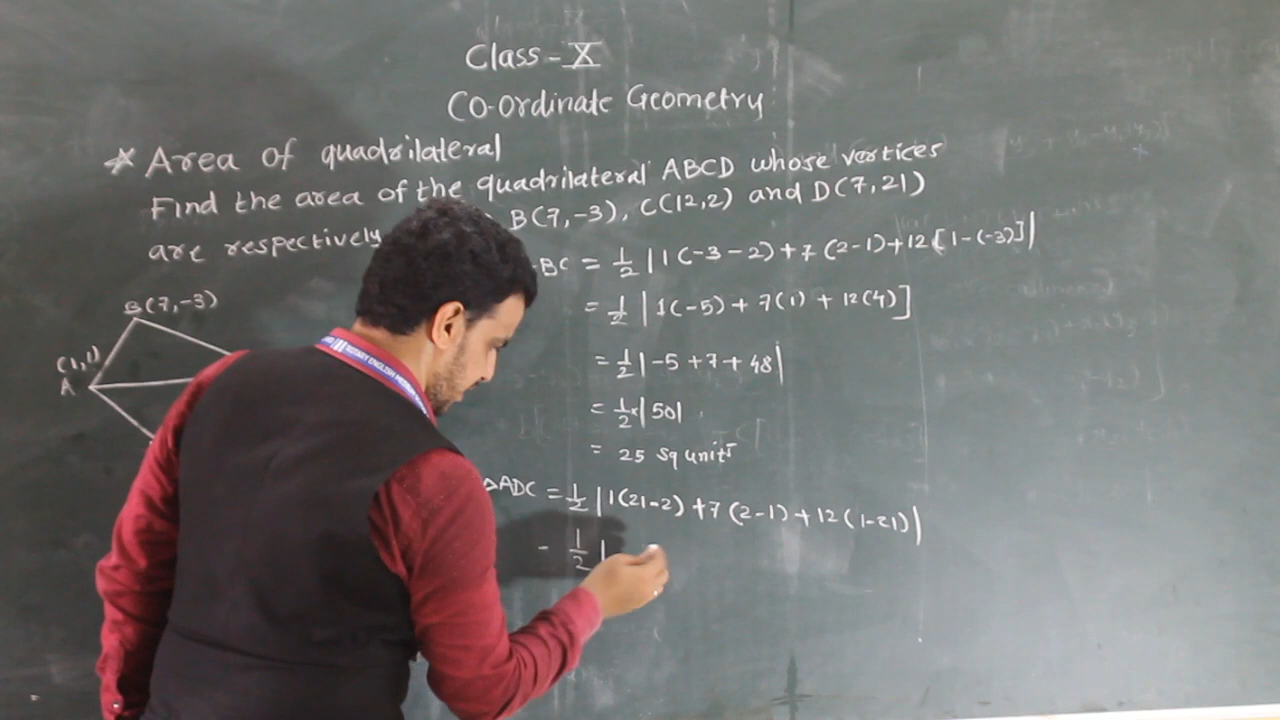 Class - X
Co-ordinate Geometry
* Area of quadrilateral
Find the area of the quadrilateral ABCD whose vertices
are respectively B(7,-3), C(12,2) and D(7,21)
BC = 1/2 |1(-3-2)+7(2-1)+12[1-(-3)]|
= 1/2 |1(-5) + 7(1) + 12(4)]
= 1/2 |-5 +7 + 48|
= 1/2 × |50|
= 25 sq units
△ADC = 1/2 |1(21-2) +7 (2-1) +12 (1-21)|
- 1/2 |
B(7,-3)
(1,1)
A
ROTARY ENGLISH